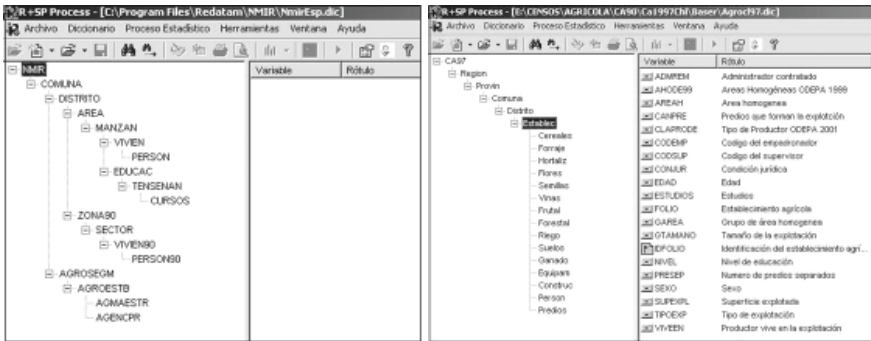 R+SP Process - [C:\Program Files\Redatam\NMIR\NmirEsp.dic]
Archivo Diccionario Proceso Estadístico Herramientas Ventana Ayuda
NMIR
COMUNA
DISTRITO
AREA
MANZAN
VIVIEN
PERSON
EDUCAC
TENSENAN
CURSOS
ZONA90
SECTOR
VIVIEN90
PERSON90
AGROSEGM
AGROESTB
AGMAESTR
AGENCPR
Variable Rótulo
R+SP Process - [E:\CENSOS\AGRICOLA\CA90\Ca1997Chl\Baser\Agrocl97.dic]
Archivo Diccionario Proceso Estadístico Herramientas Ventana Ayuda
CA97
Region
Provin
Comuna
Distrito
Establec
Cereales
Forraje
Hortaliz
Flores
Semillas
Vinas
Frutal
Forestal
Riego
Suelos
Ganado
Equipam
Construc
Person
Predios
Variable Rótulo
ADMREM Administrador contratado
AHODE99 Areas Homogéneas ODEPA 1999
AREAH Area homogenea
CANPRE Predios que forman la explotción
CLAPRODE Tipo de Productor ODEPA 2001
CODEMP Codigo del empadronador
CODSUP Codigo del supervisor
CONJUR Condición jurídica
EDAD Edad
ESTUDIOS Estudios
FOLIO Establecimiento agrícola
GAREA Grupo de área homogenea
GTAMANO Tamaño de la explotación
IDFOLIO Identificación del establecimiento agrí...
NIVEL Nivel de educación
PRESEP Numero de predios separados
SEXO Sexo
SUPEXPL Superficie explotada
TIPOEXP Tipo de explotación
VIVEEN Productor vive en la explotación